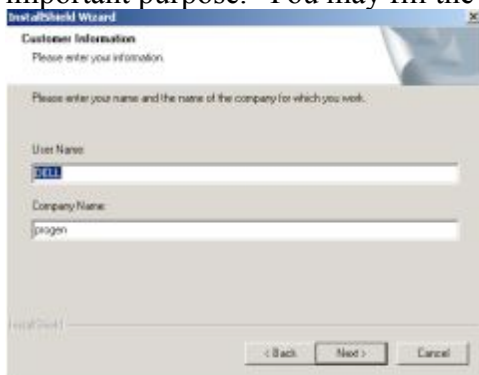 important purpose. You may fill the
InstallShield Wizard
Customer Information
Please enter your information.
Please enter your name and the name of the company for which you work.
User Name:
DELL
Company Name:
progen
InstallShield
< Back Next > Cancel